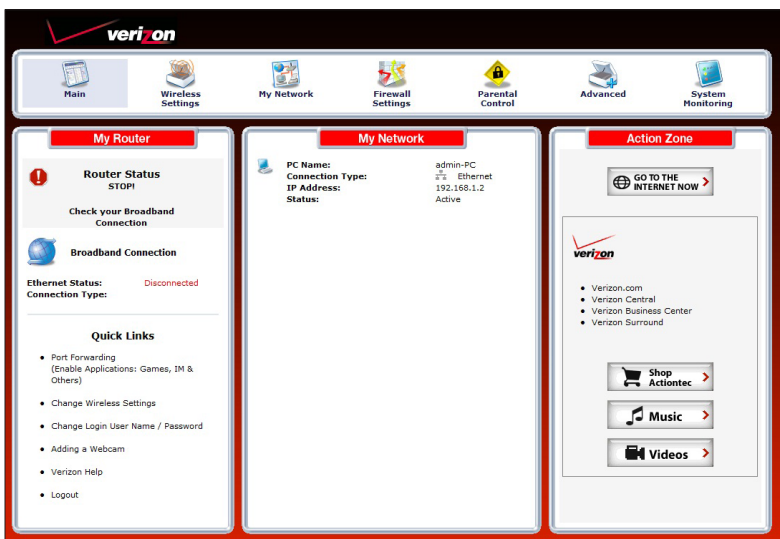 verizon
Main
Wireless
Settings
My Network
Firewall
Settings
Parental
Control
Advanced
System
Monitoring
My Router
Router Status
STOP!
Check your Broadband
Connection
Broadband Connection
Ethernet Status: Disconnected
Connection Type:
Quick Links
Port Forwarding
(Enable Applications: Games, IM &
Others)
Change Wireless Settings
Change Login User Name / Password
Adding a Webcam
Verizon Help
Logout
My Network
PC Name: admin-PC
Connection Type: Ethernet
IP Address: 192.168.1.2
Status: Active
Action Zone
GO TO THE
INTERNET NOW
verizon
Verizon.com
Verizon Central
Verizon Business Center
Verizon Surround
Shop
Actiontec
Music
Videos